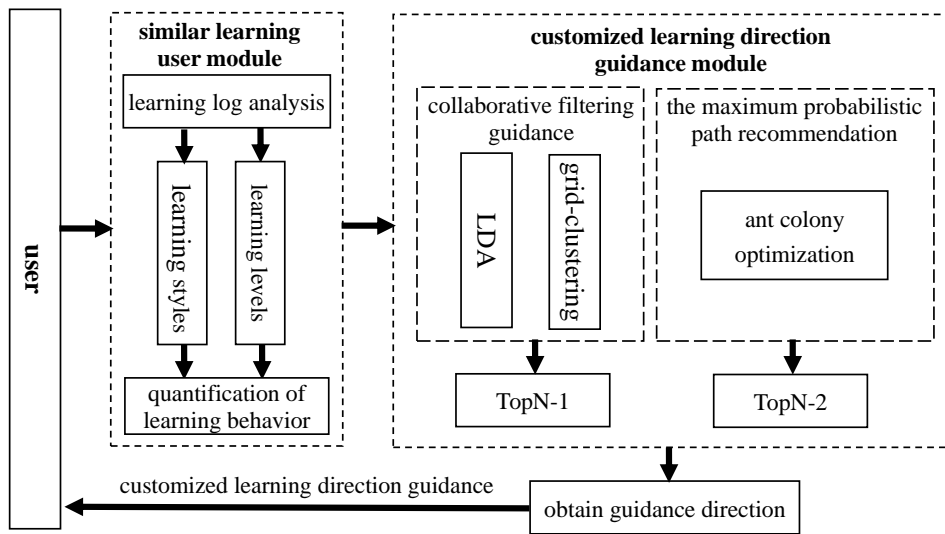 user
similar learning
user module
learning log analysis
learning styles
learning levels
quantification of
learning behavior
customized learning direction
guidance module
collaborative filtering
guidance
LDA
grid-clustering
TopN-1
the maximum probabilistic
path recommendation
ant colony
optimization
TopN-2
obtain guidance direction
customized learning direction guidance